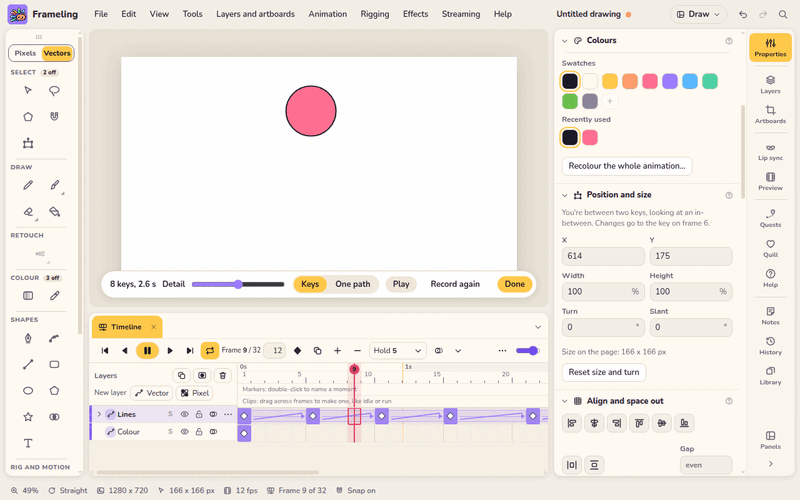 Frameling File Edit View Tools Layers and artboards Animation Rigging Effects Streaming Help Untitled drawing Draw
Pixels Vectors
SELECT 2 off
DRAW
RETOUCH
COLOUR 3 off
SHAPES
T
RIG AND MOTION
8 keys, 2.6 s Detail Keys One path Play Record again Done
Timeline
Frame 9 / 32 12 Hold 5
Layers
New layer Vector Pixel
0s 1s
1 5 9 10 15 20
Markers: double-click to name a moment
Clips: drag across frames to make one, like idle or run
Lines S
Colour S
Colours
Swatches
Recently used
Recolour the whole animation...
Position and size
You're between two keys, looking at an in-
between. Changes go to the key on frame 6.
X Y
614 175
Width Height
100 % 100 %
Turn Slant
0 ° 0 °
Size on the page: 166 x 166 px
Reset size and turn
Align and space out
Gap
even
Properties
Layers
Artboards
Lip sync
Preview
Quests
Quill
Help
Notes
History
Library
Panels
49% Straight 1280 x 720 166 x 166 px 12 fps Frame 9 of 32 Snap on